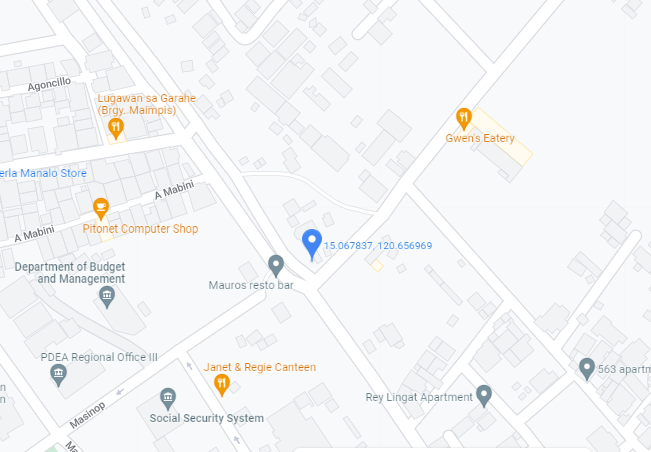 Agoncillo
Lugawan sa Garahe
(Brgy. Maimpis)
Gwen's Eatery
erla Manalo Store
A Mabini
Pitonet Computer Shop
A Mabini
15.067837, 120.656969
Department of Budget
and Management
Mauros resto bar
PDEA Regional Office III
Janet & Regie Canteen
563 apartm
Rey Lingat Apartment
Social Security System
Masinop
n
n
Ma